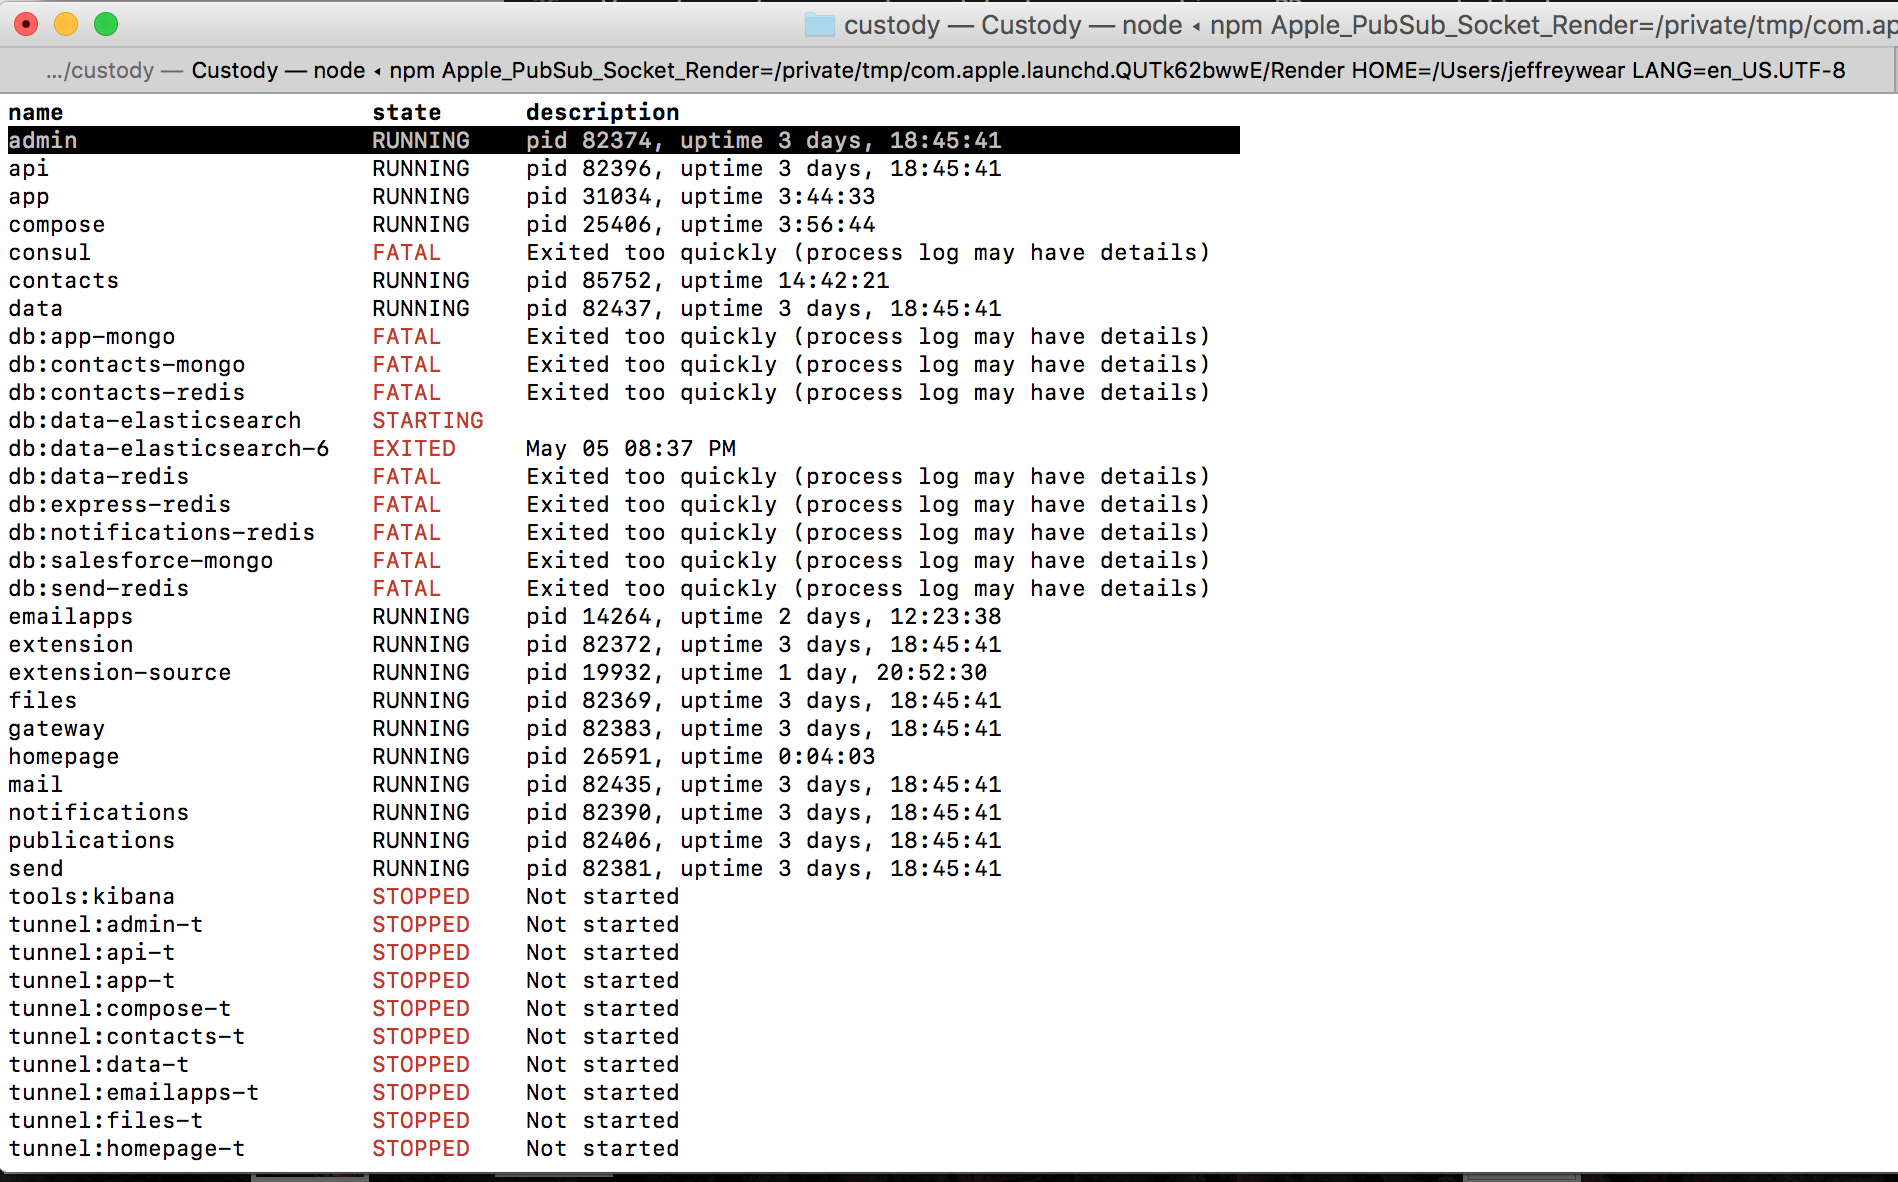 custody — Custody — node ◂ npm Apple_PubSub_Socket_Render=/private/tmp/com.ap
.../custody — Custody — node ◂ npm Apple_PubSub_Socket_Render=/private/tmp/com.apple.launchd.QUTk62bwwE/Render HOME=/Users/jeffreywear LANG=en_US.UTF-8
name state description
admin RUNNING pid 82374, uptime 3 days, 18:45:41
api RUNNING pid 82396, uptime 3 days, 18:45:41
app RUNNING pid 31034, uptime 3:44:33
compose RUNNING pid 25406, uptime 3:56:44
consul FATAL Exited too quickly (process log may have details)
contacts RUNNING pid 85752, uptime 14:42:21
data RUNNING pid 82437, uptime 3 days, 18:45:41
db:app-mongo FATAL Exited too quickly (process log may have details)
db:contacts-mongo FATAL Exited too quickly (process log may have details)
db:contacts-redis FATAL Exited too quickly (process log may have details)
db:data-elasticsearch STARTING
db:data-elasticsearch-6 EXITED May 05 08:37 PM
db:data-redis FATAL Exited too quickly (process log may have details)
db:express-redis FATAL Exited too quickly (process log may have details)
db:notifications-redis FATAL Exited too quickly (process log may have details)
db:salesforce-mongo FATAL Exited too quickly (process log may have details)
db:send-redis FATAL Exited too quickly (process log may have details)
emailapps RUNNING pid 14264, uptime 2 days, 12:23:38
extension RUNNING pid 82372, uptime 3 days, 18:45:41
extension-source RUNNING pid 19932, uptime 1 day, 20:52:30
files RUNNING pid 82369, uptime 3 days, 18:45:41
gateway RUNNING pid 82383, uptime 3 days, 18:45:41
homepage RUNNING pid 26591, uptime 0:04:03
mail RUNNING pid 82435, uptime 3 days, 18:45:41
notifications RUNNING pid 82390, uptime 3 days, 18:45:41
publications RUNNING pid 82406, uptime 3 days, 18:45:41
send RUNNING pid 82381, uptime 3 days, 18:45:41
tools:kibana STOPPED Not started
tunnel:admin-t STOPPED Not started
tunnel:api-t STOPPED Not started
tunnel:app-t STOPPED Not started
tunnel:compose-t STOPPED Not started
tunnel:contacts-t STOPPED Not started
tunnel:data-t STOPPED Not started
tunnel:emailapps-t STOPPED Not started
tunnel:files-t STOPPED Not started
tunnel:homepage-t STOPPED Not started